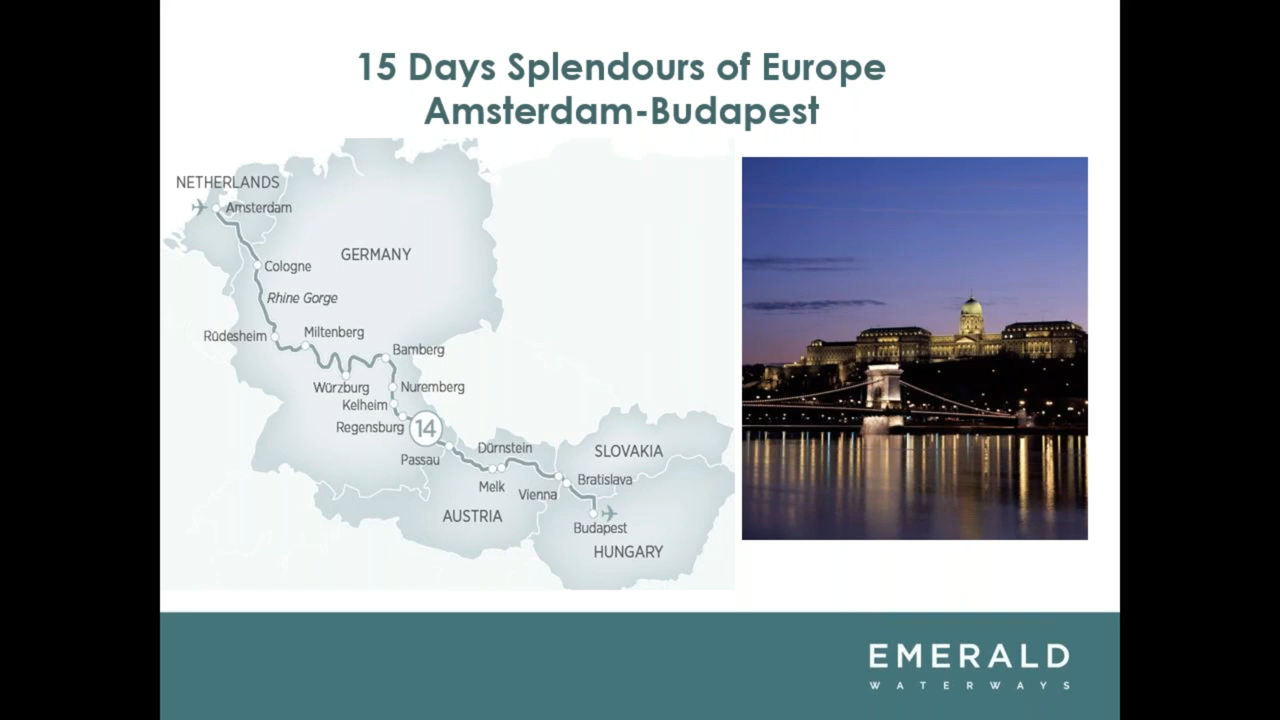 15 Days Splendours of Europe
Amsterdam-Budapest
NETHERLANDS
Amsterdam
GERMANY
Cologne
Rhine Gorge
Rüdesheim
Miltenberg
Bamberg
Würzburg
Nuremberg
Kelheim
Regensburg
14
Passau
Dürnstein
SLOVAKIA
Melk
Vienna
Bratislava
AUSTRIA
Budapest
HUNGARY
EMERALD
WATERWAYS